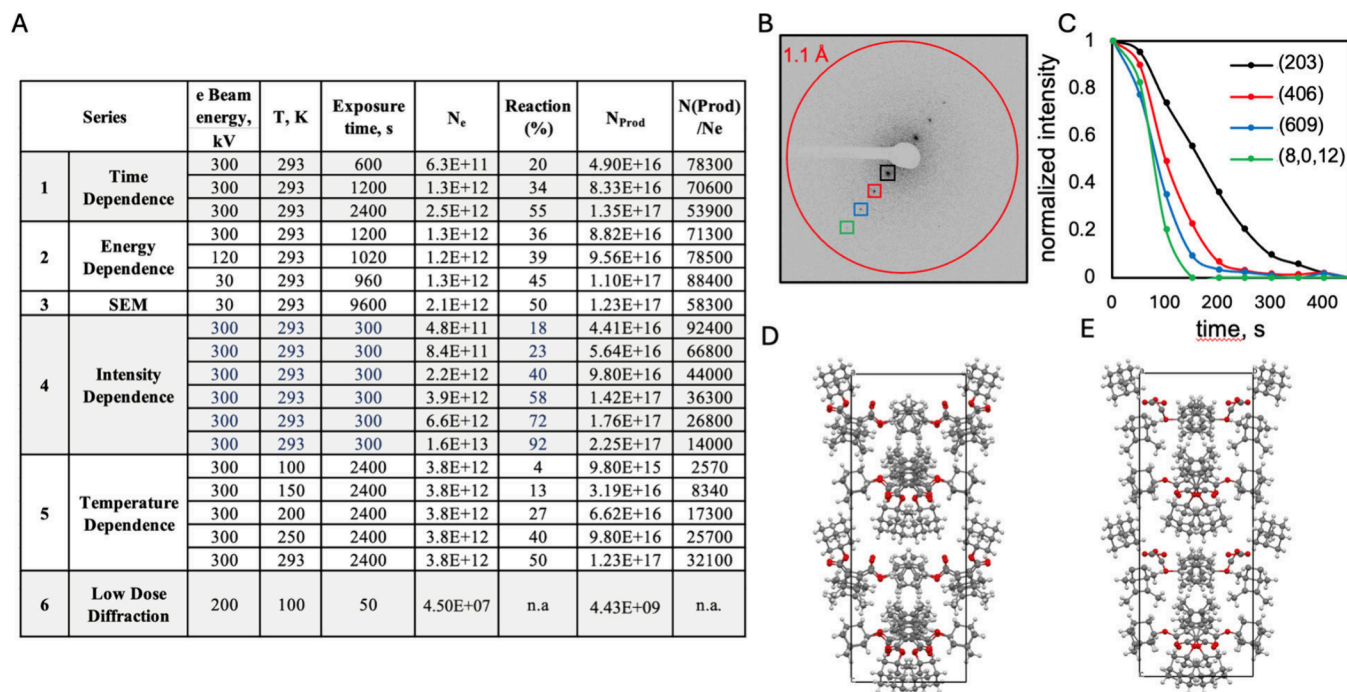 A
Series e Beam energy, kV T, K Exposure time, s Ne Reaction (%) NProd N(Prod) /Ne
1 Time Dependence 300 293 600 6.3E+11 20 4.90E+16 78300
300 293 1200 1.3E+12 34 8.33E+16 70600
300 293 2400 2.5E+12 55 1.35E+17 53900
2 Energy Dependence 300 293 1200 1.3E+12 36 8.82E+16 71300
120 293 1020 1.2E+12 39 9.56E+16 78500
30 293 960 1.3E+12 45 1.10E+17 88400
3 SEM 30 293 9600 2.1E+12 50 1.23E+17 58300
4 Intensity Dependence 300 293 300 4.8E+11 18 4.41E+16 92400
300 293 300 8.4E+11 23 5.64E+16 66800
300 293 300 2.2E+12 40 9.80E+16 44000
300 293 300 3.9E+12 58 1.42E+17 36300
300 293 300 6.6E+12 72 1.76E+17 26800
300 293 300 1.6E+13 92 2.25E+17 14000
5 Temperature Dependence 300 100 2400 3.8E+12 4 9.80E+15 2570
300 150 2400 3.8E+12 13 3.19E+16 8340
300 200 2400 3.8E+12 27 6.62E+16 17300
300 250 2400 3.8E+12 40 9.80E+16 25700
300 293 2400 3.8E+12 50 1.23E+17 32100
6 Low Dose Diffraction 200 100 50 4.50E+07 n.a 4.43E+09 n.a.
B
1.1 Å
C
normalized intensity
1
0.8
0.6
0.4
0.2
0
(203)
(406)
(609)
(8,0,12)
0 100 200 300 400
time, s
D
E